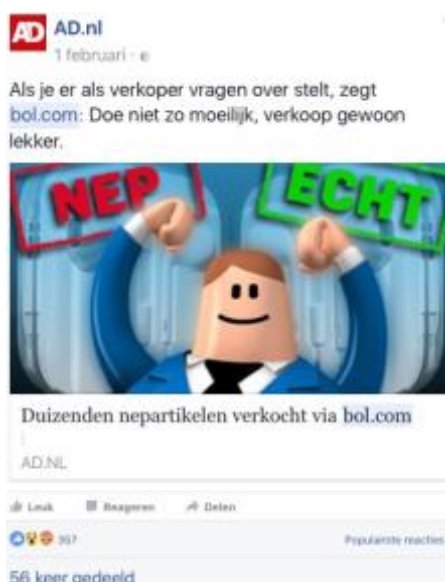 AD AD.nl
1 februari
Als je er als verkoper vragen over stelt, zegt
bol.com: Doe niet zo moeilijk, verkoop gewoon
lekker.
NEP ECHT
Duizenden nepartikelen verkocht via bol.com
AD.NL
Leuk Reageren Delen
367 Populairste reacties
56 keer gedeeld